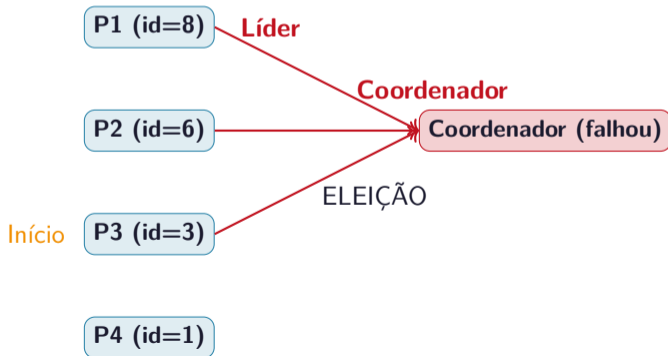 P1 (id=8)
Líder
Coordenador
P2 (id=6)
Coordenador (falhou)
ELEIÇÃO
Início
P3 (id=3)
P4 (id=1)